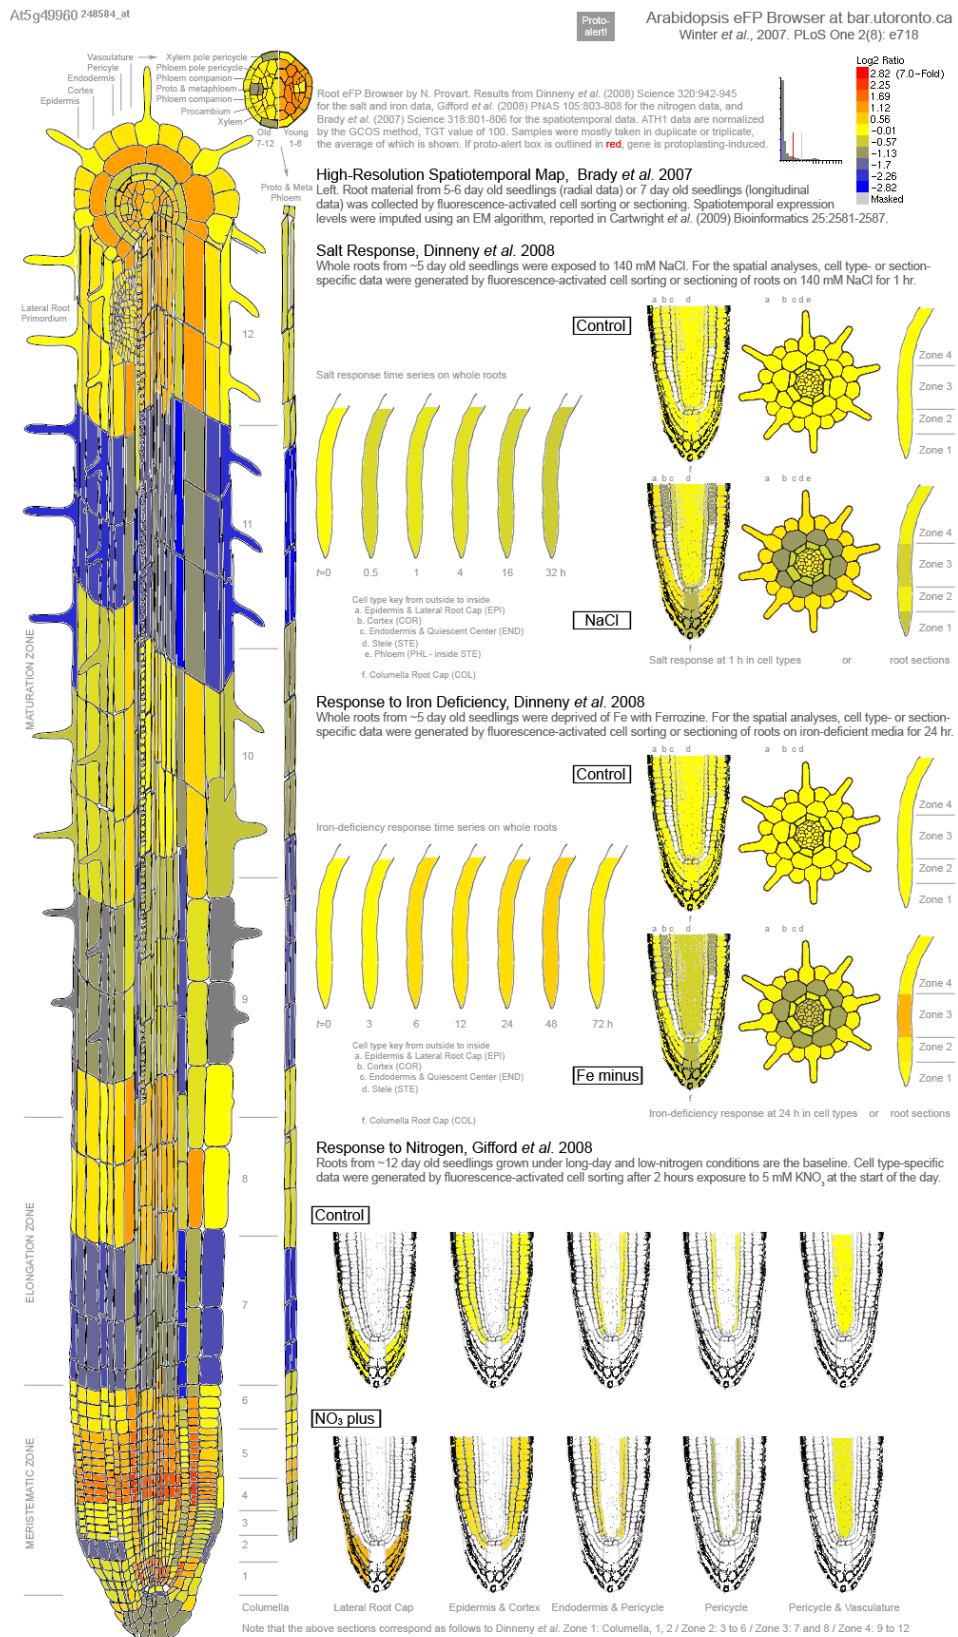 At5g49960 248584_at
Proto-
alert!
Arabidopsis eFP Browser at bar.utoronto.ca
Winter et al., 2007. PLoS One 2(8): e718
Vasculature
Pericyle
Endodermis
Cortex
Epidermis
Xylem pole pericycle
Phloem pole pericycle
Phloem companion
Proto & metaphloem
Phloem companion
Procambium
Xylem
Old
7-12
Young
1-6
Proto & Meta
Phloem
Root eFP Browser by N. Provart. Results from Dinneny et al. (2008) Science 320:942-945
for the salt and iron data, Gifford et al. (2008) PNAS 105:803-808 for the nitrogen data, and
Brady et al. (2007) Science 318:801-806 for the spatiotemporal data. ATH1 data are normalized
by the GCOS method, TGT value of 100. Samples were mostly taken in duplicate or triplicate,
the average of which is shown. If proto-alert box is outlined in red, gene is protoplasting-induced.
Log2 Ratio
2.82 (7.0-Fold)
2.25
1.69
1.12
0.56
-0.01
-0.57
-1.13
-1.7
-2.26
-2.82
Masked
High-Resolution Spatiotemporal Map, Brady et al. 2007
Left. Root material from 5-6 day old seedlings (radial data) or 7 day old seedlings (longitudinal
data) was collected by fluorescence-activated cell sorting or sectioning. Spatiotemporal expression
levels were imputed using an EM algorithm, reported in Cartwright et al. (2009) Bioinformatics 25:2581-2587.
Salt Response, Dinneny et al. 2008
Whole roots from ~5 day old seedlings were exposed to 140 mM NaCl. For the spatial analyses, cell type- or section-
specific data were generated by fluorescence-activated cell sorting or sectioning of roots on 140 mM NaCl for 1 hr.
Lateral Root
Primordium
12
11
10
9
8
7
6
5
4
3
2
1
Columella
MATURATION ZONE
ELONGATION ZONE
MERISTEMATIC ZONE
Control
a b c d
a b c d e
f
Zone 4
Zone 3
Zone 2
Zone 1
Salt response time series on whole roots
t=0 0.5 1 4 16 32 h
Cell type key from outside to inside
a. Epidermis & Lateral Root Cap (EPI)
b. Cortex (COR)
c. Endodermis & Quiescent Center (END)
d. Stele (STE)
e. Phloem (PHL - inside STE)
f. Columella Root Cap (COL)
NaCl
a b c d
a b c d e
f
Zone 4
Zone 3
Zone 2
Zone 1
Salt response at 1 h in cell types or root sections
Response to Iron Deficiency, Dinneny et al. 2008
Whole roots from ~5 day old seedlings were deprived of Fe with Ferrozine. For the spatial analyses, cell type- or section-
specific data were generated by fluorescence-activated cell sorting or sectioning of roots on iron-deficient media for 24 hr.
Control
a b c d
a b c d
f
Zone 4
Zone 3
Zone 2
Zone 1
Iron-deficiency response time series on whole roots
t=0 3 6 12 24 48 72 h
Cell type key from outside to inside
a. Epidermis & Lateral Root Cap (EPI)
b. Cortex (COR)
c. Endodermis & Quiescent Center (END)
d. Stele (STE)
f. Columella Root Cap (COL)
Fe minus
a b c d
a b c d
f
Zone 4
Zone 3
Zone 2
Zone 1
Iron-deficiency response at 24 h in cell types or root sections
Response to Nitrogen, Gifford et al. 2008
Roots from ~12 day old seedlings grown under long-day and low-nitrogen conditions are the baseline. Cell type-specific
data were generated by fluorescence-activated cell sorting after 2 hours exposure to 5 mM KNO3 at the start of the day.
Control
NO3 plus
Lateral Root Cap
Epidermis & Cortex
Endodermis & Pericycle
Pericycle
Pericycle & Vasculature
Note that the above sections correspond as follows to Dinneny et al. Zone 1: Columella, 1, 2 / Zone 2: 3 to 6 / Zone 3: 7 and 8 / Zone 4: 9 to 12